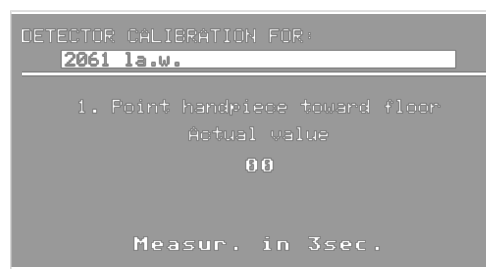 DETECTOR CALIBRATION FOR:
2061 la.w.
1. Point handpiece toward floor
Actual value
00
Measur. in 3sec.